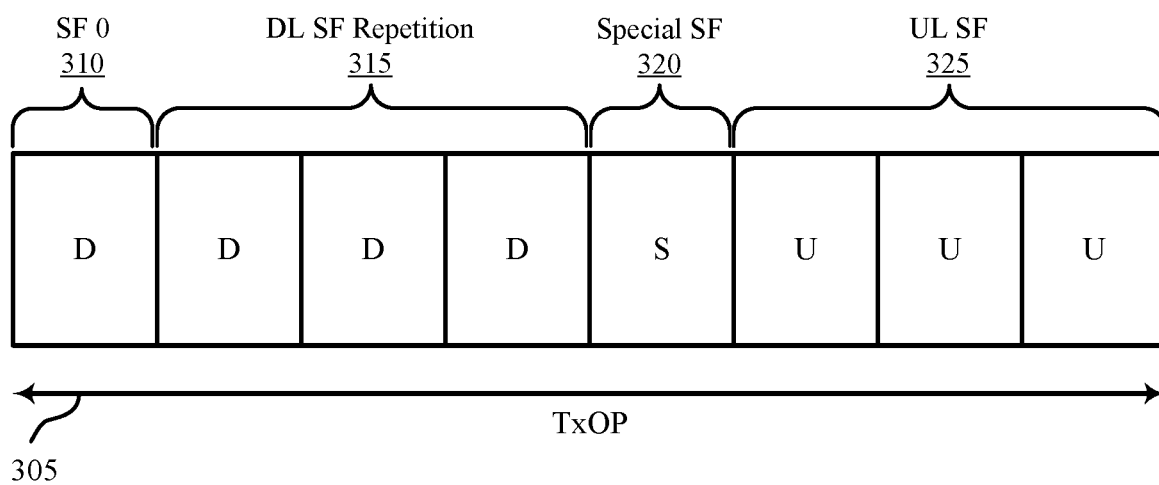 SF 0 DL SF Repetition Special SF UL SF
310 315 320 325
D D D D S U U U
TxOP
305